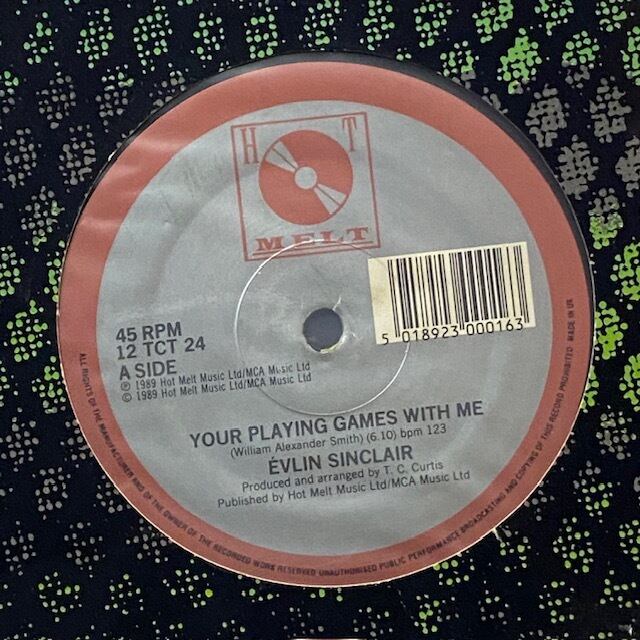 H T
MELT
5 018923 000163
45 RPM
12 TCT 24
A SIDE
℗ 1989 Hot Melt Music Ltd/MCA Music Ltd
© 1989 Hot Melt Music Ltd/MCA Music Ltd
YOUR PLAYING GAMES WITH ME
(William Alexander Smith) (6.10) bpm 123
ÉVLIN SINCLAIR
Produced and arranged by T. C. Curtis
Published by Hot Melt Music Ltd/MCA Music Ltd
ALL RIGHTS OF THE MANUFACTURER AND OF THE OWNER OF THE RECORDED WORK RESERVED UNAUTHORISED PUBLIC PERFORMANCE BROADCASTING AND COPYING OF THIS RECORD PROHIBITED MADE IN UK